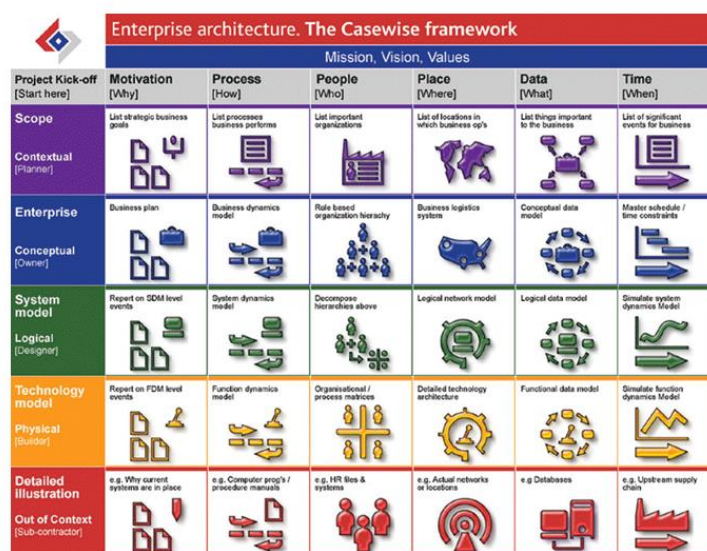 Enterprise architecture. The Casewise framework
Mission, Vision, Values
Project Kick-off
[Start here]
Motivation
[Why]
Process
[How]
People
[Who]
Place
[Where]
Data
[What]
Time
[When]
Scope
Contextual
[Planner]
List strategic business
goals
List processes
business performs
List important
organizations
List of locations in
which business op's
List things important
to the business
List of significant
events for business
Enterprise
Conceptual
[Owner]
Business plan
Business dynamics
model
Role based
organization hierachy
Business logistics
system
Conceptual data
model
Master schedule /
time constraints
System
model
Logical
[Designer]
Report on SDM level
events
System dynamics
model
Decompose
hierarchies above
Logical network model
Logical data model
Simulate system
dynamics Model
Technology
model
Physical
[Builder]
Report on FDM level
events
Function dynamics
model
Organisational /
process matrices
Detailed technology
architecture
Functional data model
Simulate function
dynamics Model
Detailed
illustration
Out of Context
[Sub-contractor]
e.g. Why current
systems are in place
e.g. Computer prog's /
procedure manuals
e.g. HR files &
systems
e.g. Actual networks
or locations
e.g Databases
e.g. Upstream supply
chain